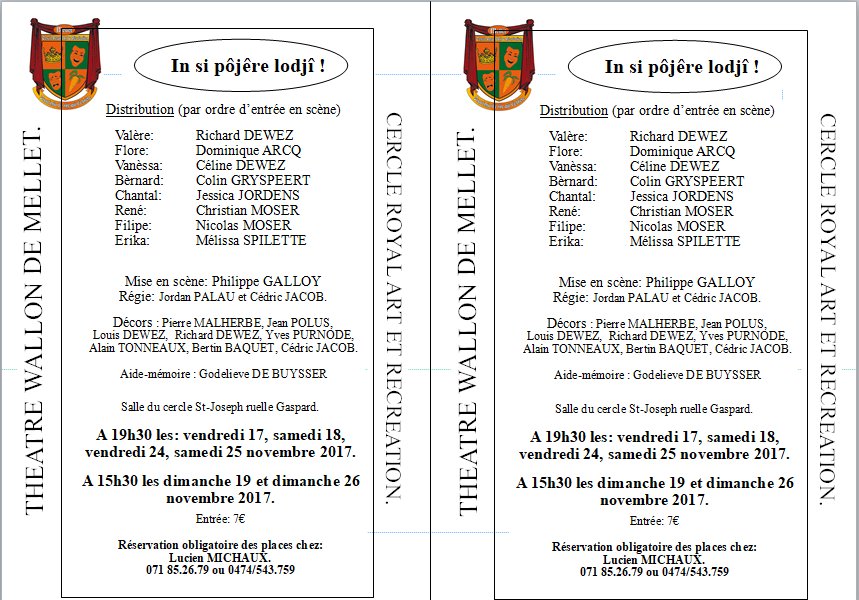 In si pôjêre lodjî !
Distribution (par ordre d'entrée en scène)
Valère: Richard DEWEZ
Flore: Dominique ARCQ
Vanèssa: Céline DEWEZ
Bèrnard: Colin GRYSPEERT
Chantal: Jessica JORDENS
René: Christian MOSER
Filipe: Nicolas MOSER
Erika: Mélissa SPILETTE
Mise en scène: Philippe GALLOY
Régie: Jordan PALAU et Cédric JACOB.
Décors : Pierre MALHERBE, Jean POLUS,
Louis DEWEZ, Richard DEWEZ, Yves PURNODE,
Alain TONNEAUX, Bertin BAQUET, Cédric JACOB.
Aide-mémoire : Godelieve DE BUYSSER
Salle du cercle St-Joseph ruelle Gaspard.
A 19h30 les: vendredi 17, samedi 18,
vendredi 24, samedi 25 novembre 2017.
A 15h30 les dimanche 19 et dimanche 26
novembre 2017.
Entrée: 7€
Réservation obligatoire des places chez:
Lucien MICHAUX.
071 85.26.79 ou 0474/543.759
THEATRE WALLON DE MELLET.
CERCLE ROYAL ART ET RECREATION.
In si pôjêre lodjî !
Distribution (par ordre d'entrée en scène)
Valère: Richard DEWEZ
Flore: Dominique ARCQ
Vanèssa: Céline DEWEZ
Bèrnard: Colin GRYSPEERT
Chantal: Jessica JORDENS
René: Christian MOSER
Filipe: Nicolas MOSER
Erika: Mélissa SPILETTE
Mise en scène: Philippe GALLOY
Régie: Jordan PALAU et Cédric JACOB.
Décors : Pierre MALHERBE, Jean POLUS,
Louis DEWEZ, Richard DEWEZ, Yves PURNODE,
Alain TONNEAUX, Bertin BAQUET, Cédric JACOB.
Aide-mémoire : Godelieve DE BUYSSER
Salle du cercle St-Joseph ruelle Gaspard.
A 19h30 les: vendredi 17, samedi 18,
vendredi 24, samedi 25 novembre 2017.
A 15h30 les dimanche 19 et dimanche 26
novembre 2017.
Entrée: 7€
Réservation obligatoire des places chez:
Lucien MICHAUX.
071 85.26.79 ou 0474/543.759
THEATRE WALLON DE MELLET.
CERCLE ROYAL ART ET RECREATION.